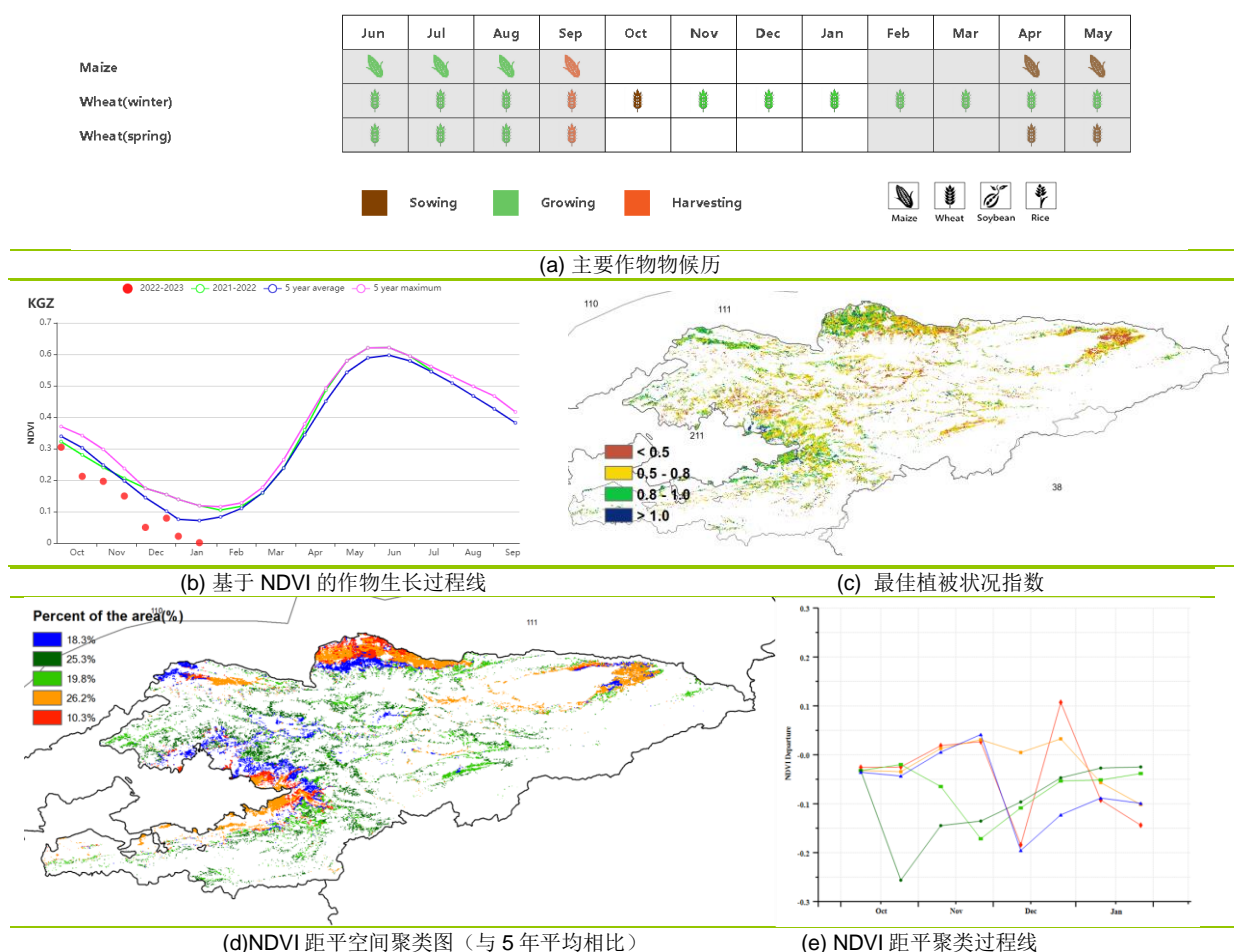 Jun Jul Aug Sep Oct Nov Dec Jan Feb Mar Apr May
Maize
Wheat(winter)
Wheat(spring)
Sowing Growing Harvesting
Maize Wheat Soybean Rice
(a) 主要作物物候历
2022-2023 2021-2022 5 year average 5 year maximum
KGZ
0.7
0.6
0.5
0.4
0.3
0.2
0.1
0
NDVI
Oct Nov Dec Jan Feb Mar Apr May Jun Jul Aug Sep
110
111
211
38
< 0.5
0.5 - 0.8
0.8 - 1.0
> 1.0
(b) 基于 NDVI 的作物生长过程线
(c) 最佳植被状况指数
Percent of the area(%)
110
111
18.3%
25.3%
19.8%
26.2%
10.3%
0.3
0.2
0.1
-0.0
-0.1
-0.2
-0.3
NDVI Departure
Oct Nov Dec Jan
(d)NDVI 距平空间聚类图（与 5 年平均相比）
(e) NDVI 距平聚类过程线